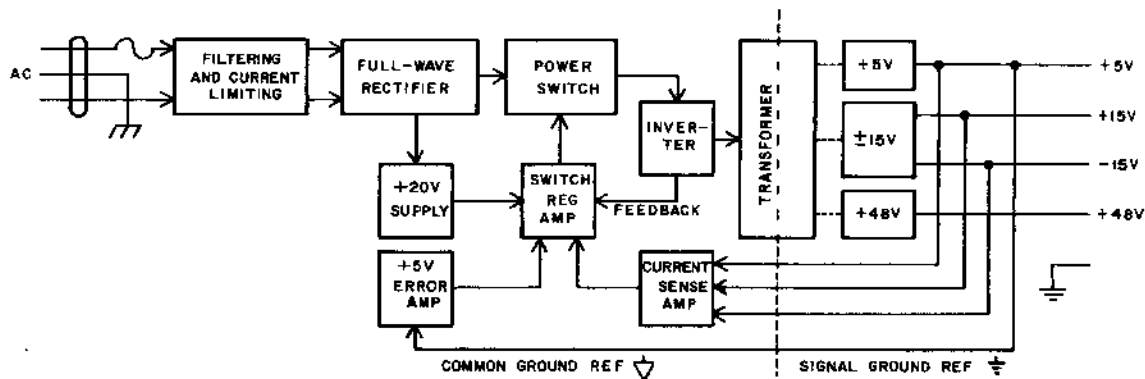 AC
FILTERING
AND CURRENT
LIMITING
FULL-WAVE
RECTIFIER
POWER
SWITCH
INVER-
TER
TRANSFORMER
+5V
±15V
+48V
+5V
+15V
-15V
+48V
+20V
SUPPLY
SWITCH
REG
AMP
FEEDBACK
+5V
ERROR
AMP
CURRENT
SENSE
AMP
COMMON GROUND REF
SIGNAL GROUND REF